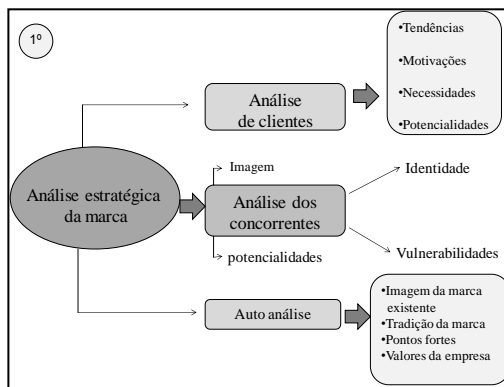 1º
•Tendências
•Motivações
•Necessidades
•Potencialidades
Análise
de clientes
Análise estratégica
da marca
Imagem
Análise dos
concorrentes
potencialidades
Identidade
Vulnerabilidades
Auto análise
•Imagem da marca
existente
•Tradição da marca
•Pontos fortes
•Valores da empresa